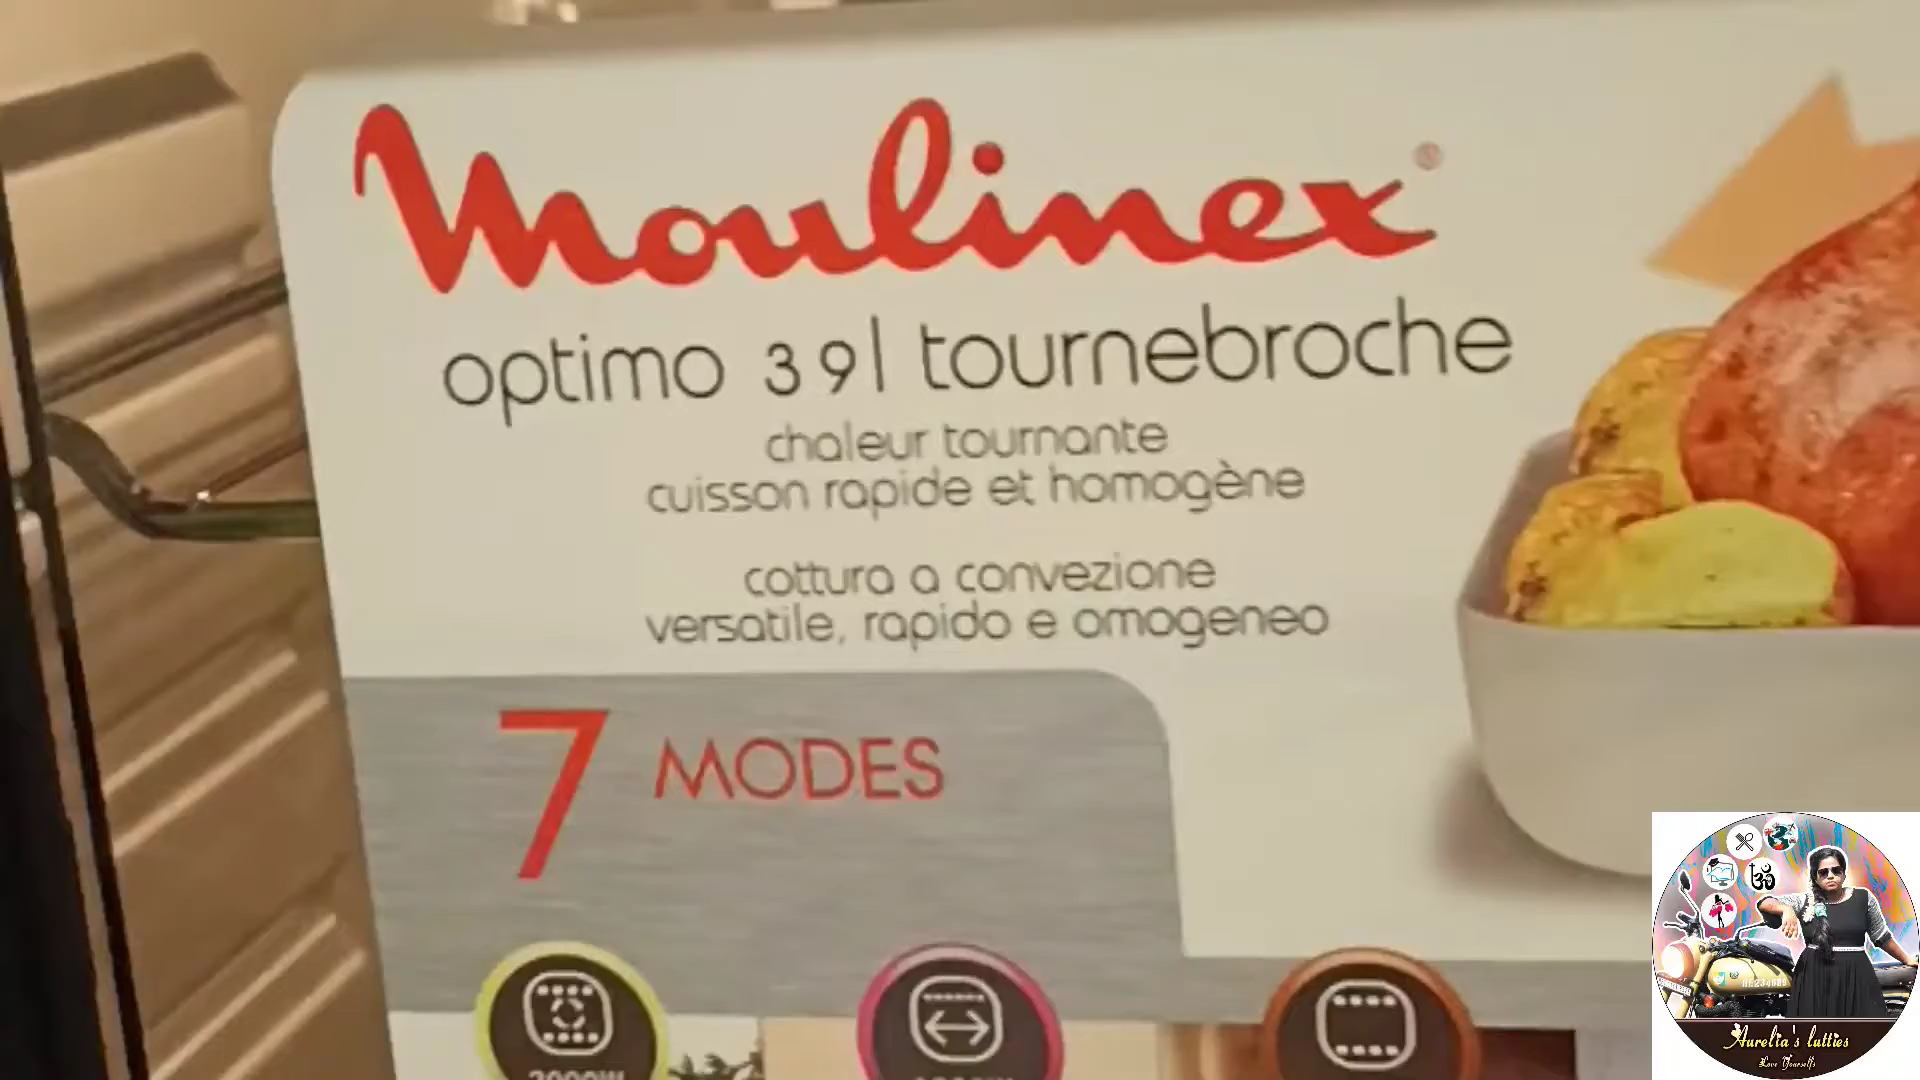 Moulinex®
optimo 39l tournebroche
chaleur tournante
cuisson rapide et homogène
cottura a convezione
versatile, rapido e omogeneo
7 MODES
Aurelia's lutties
Love Yourself